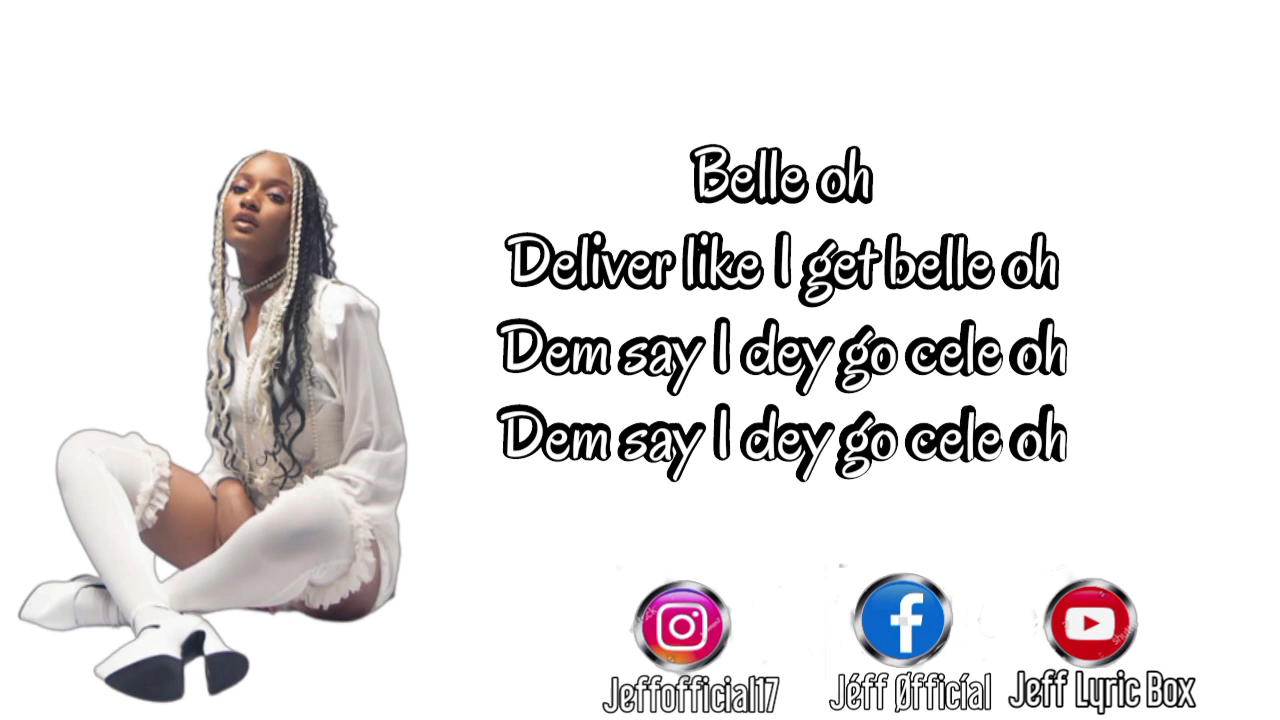 Belle oh
Deliver like I get belle oh
Dem say I dey go cele oh
Dem say I dey go cele oh
Jeffofficial17
Jéff Øfficíal
Jeff Lyric Box